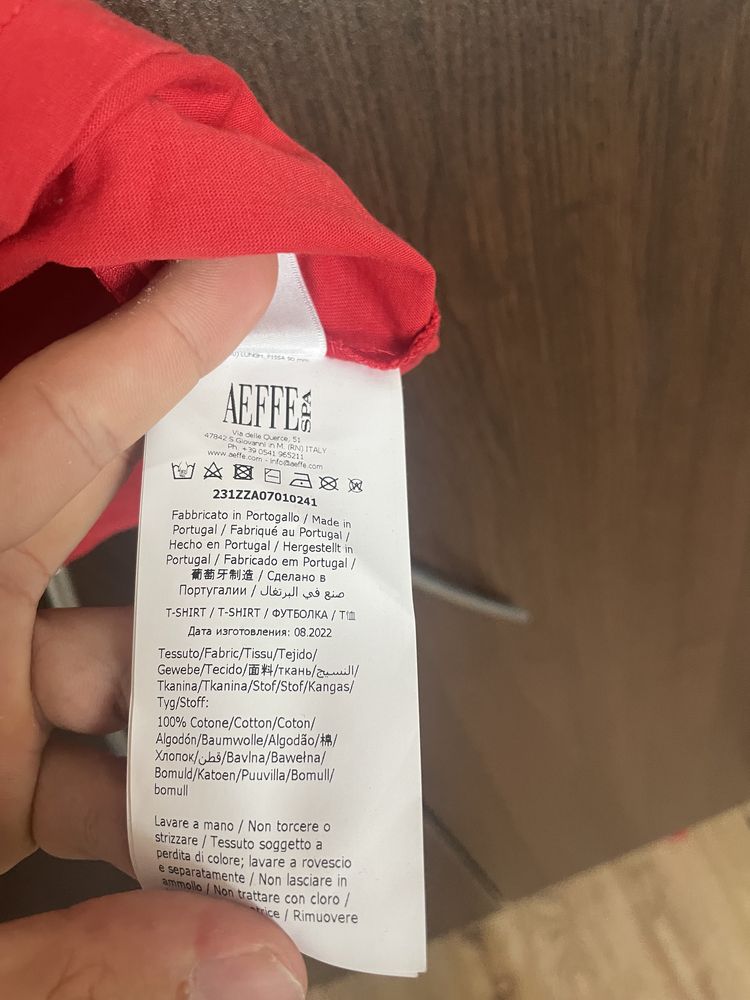 LUNGH. FISSA 90 mm
AEFFE SPA
Via delle Querce, 51
47842 S.Giovanni in M. (RN) ITALY
Ph: +39 0541 965211
www.aeffe.com - info@aeffe.com
231ZZA07010241
Fabbricato in Portogallo / Made in
Portugal / Fabriqué au Portugal /
Hecho en Portugal / Hergestellt in
Portugal / Fabricado em Portugal /
葡萄牙制造 / Сделано в
Португалии / صنع في البرتغال
T-SHIRT / T-SHIRT / ФУТБОЛКА / T恤
Дата изготовления: 08.2022
Tessuto/Fabric/Tissu/Tejido/
Gewebe/Tecido/面料/ткань/النسيج/
Tkanina/Tkanina/Stof/Stof/Kangas/
Tyg/Stoff:
100% Cotone/Cotton/Coton/
Algodón/Baumwolle/Algodão/棉/
Хлопок/قطن/Bavlna/Bawełna/
Bomuld/Katoen/Puuvilla/Bomull/
bomull
Lavare a mano / Non torcere o
strizzare / Tessuto soggetto a
perdita di colore; lavare a rovescio
e separatamente / Non lasciare in
ammollo / Non trattare con cloro /
/ Rimuovere